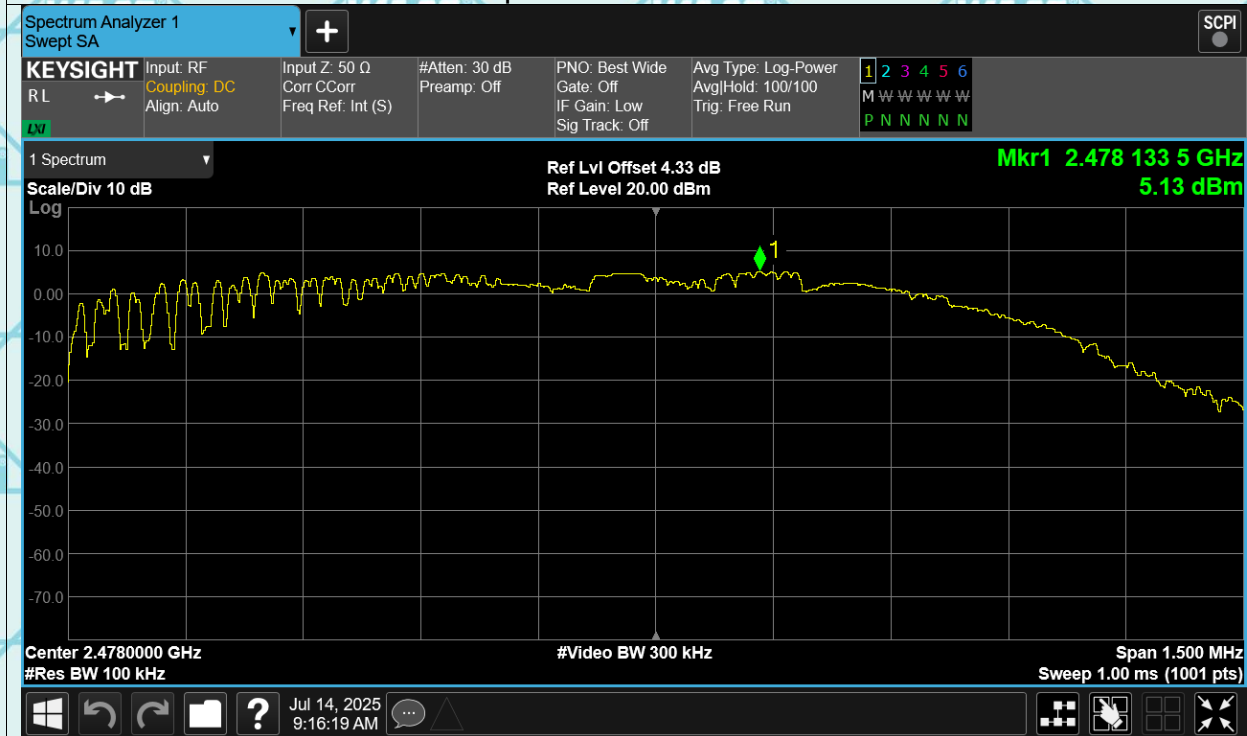 Spectrum Analyzer 1
Swept SA
+
SCPI
KEYSIGHT
RL
LXI
Input: RF
Coupling: DC
Align: Auto
Input Z: 50 Ω
Corr CCorr
Freq Ref: Int (S)
#Atten: 30 dB
Preamp: Off
PNO: Best Wide
Gate: Off
IF Gain: Low
Sig Track: Off
Avg Type: Log-Power
Avg|Hold: 100/100
Trig: Free Run
1 2 3 4 5 6
M W W W W W
P N N N N N
1 Spectrum
Scale/Div 10 dB
Log
Ref Lvl Offset 4.33 dB
Ref Level 20.00 dBm
Mkr1 2.478 133 5 GHz
5.13 dBm
1
10.0
0.00
-10.0
-20.0
-30.0
-40.0
-50.0
-60.0
-70.0
Center 2.4780000 GHz
#Res BW 100 kHz
#Video BW 300 kHz
Span 1.500 MHz
Sweep 1.00 ms (1001 pts)
?
Jul 14, 2025
9:16:19 AM